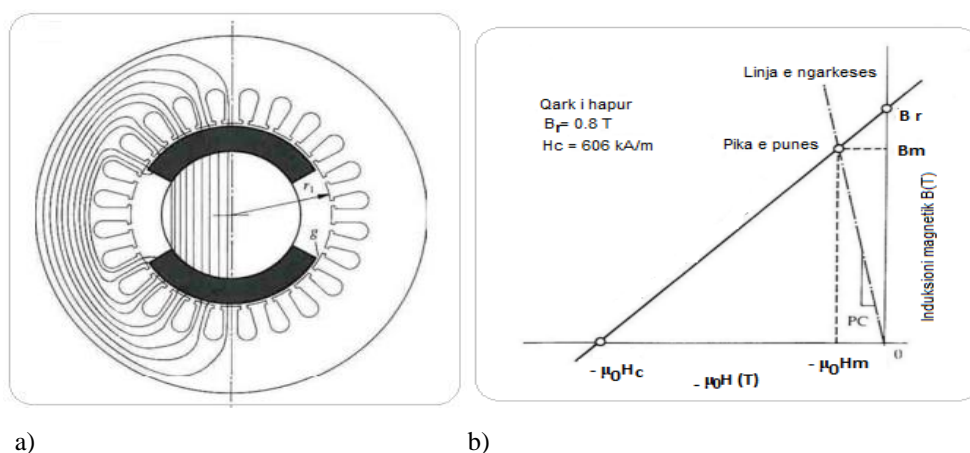 r₁
g
a)
Linja e ngarkeses
Qark i hapur
Br= 0.8 T
Hc = 606 kA/m
Pika e punes
B r
Bm
Induksioni magnetik B(T)
PC
0
- μ0Hc
- μ0H (T)
- μ0Hm
b)